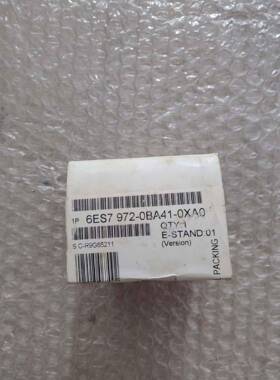 1P 6ES7 972-0BA41-0XA0
QTY:1
S C-R9G65211
E-STAND:01
(Version)
PACKING